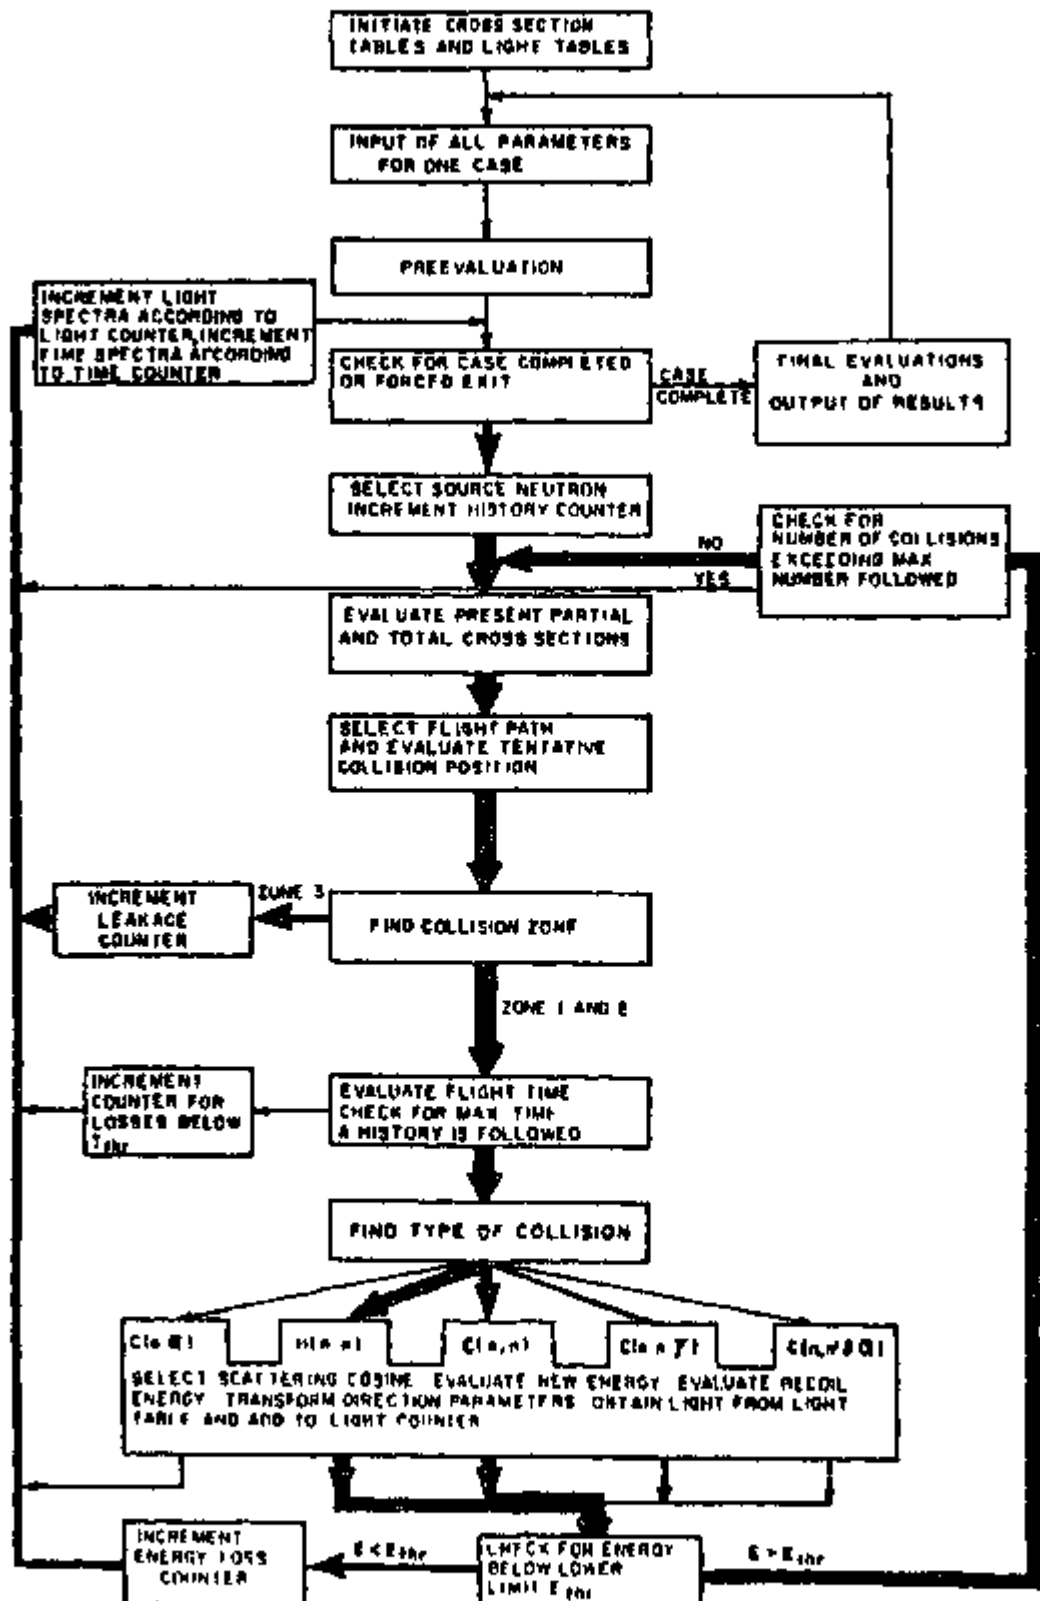 INITIATE CROSS SECTION
TABLES AND LIGHT TABLES
INPUT OF ALL PARAMETERS
FOR ONE CASE
PREEVALUATION
INCREMENT LIGHT
SPECTRA ACCORDING TO
LIGHT COUNTER, INCREMENT
TIME SPECTRA ACCORDING
TO TIME COUNTER
CHECK FOR CASE COMPLETED
OR FORCED EXIT
CASE
COMPLETE
FINAL EVALUATIONS
AND
OUTPUT OF RESULTS
SELECT SOURCE NEUTRON
INCREMENT HISTORY COUNTER
NO
YES
CHECK FOR
NUMBER OF COLLISIONS
EXCEEDING MAX
NUMBER FOLLOWED
EVALUATE PRESENT PARTIAL
AND TOTAL CROSS SECTIONS
SELECT FLIGHT PATH
AND EVALUATE TENTATIVE
COLLISION POSITION
INCREMENT
LEAKAGE
COUNTER
ZONE 3
FIND COLLISION ZONE
ZONE 1 AND 2
INCREMENT
COUNTER FOR
LOSSES BELOW
T thr
EVALUATE FLIGHT TIME
CHECK FOR MAX. TIME
A HISTORY IS FOLLOWED
FIND TYPE OF COLLISION
C(n α) H(n n) C(n,n) C(n n γ) C(n,n' 3α)
SELECT SCATTERING COSINE EVALUATE NEW ENERGY EVALUATE RECOIL
ENERGY TRANSFORM DIRECTION PARAMETERS OBTAIN LIGHT FROM LIGHT
TABLE AND ADD TO LIGHT COUNTER
INCREMENT
ENERGY LOSS
COUNTER
E < E thr
CHECK FOR ENERGY
BELOW LOWER
LIMIT E thr
E > E thr